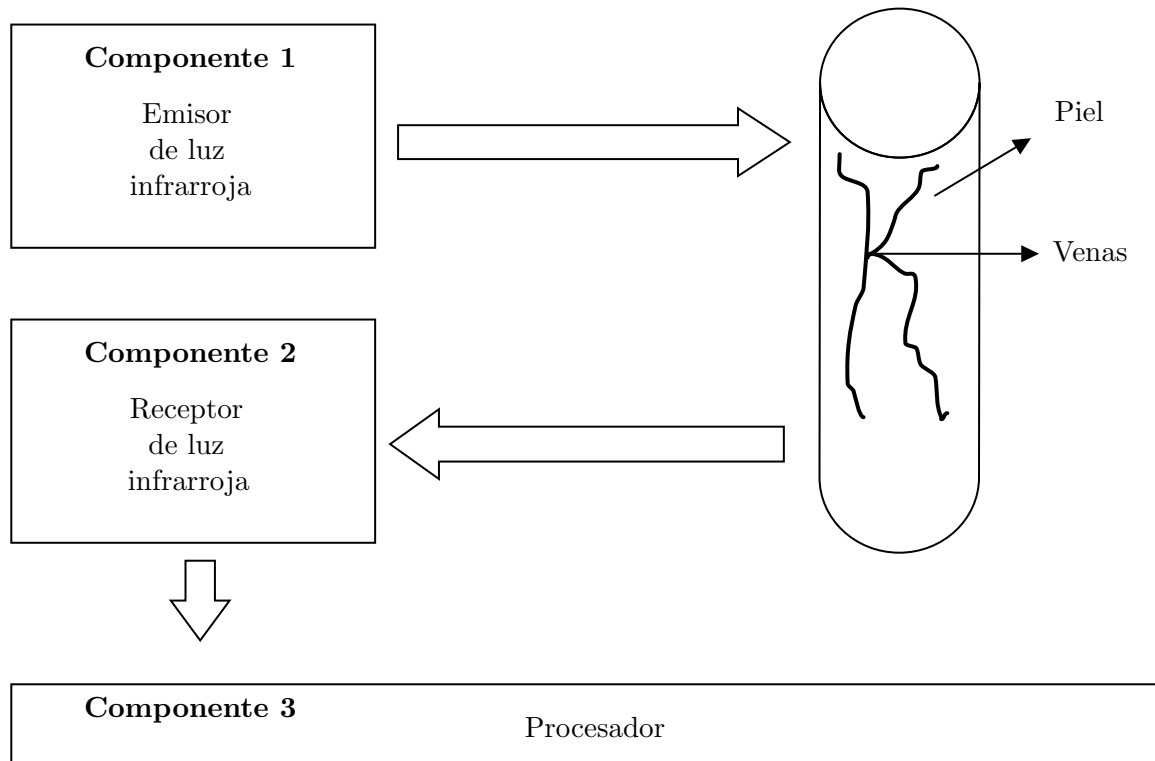 Componente 1
Emisor
de luz
infrarroja
Piel
Venas
Componente 2
Receptor
de luz
infrarroja
Componente 3
Procesador